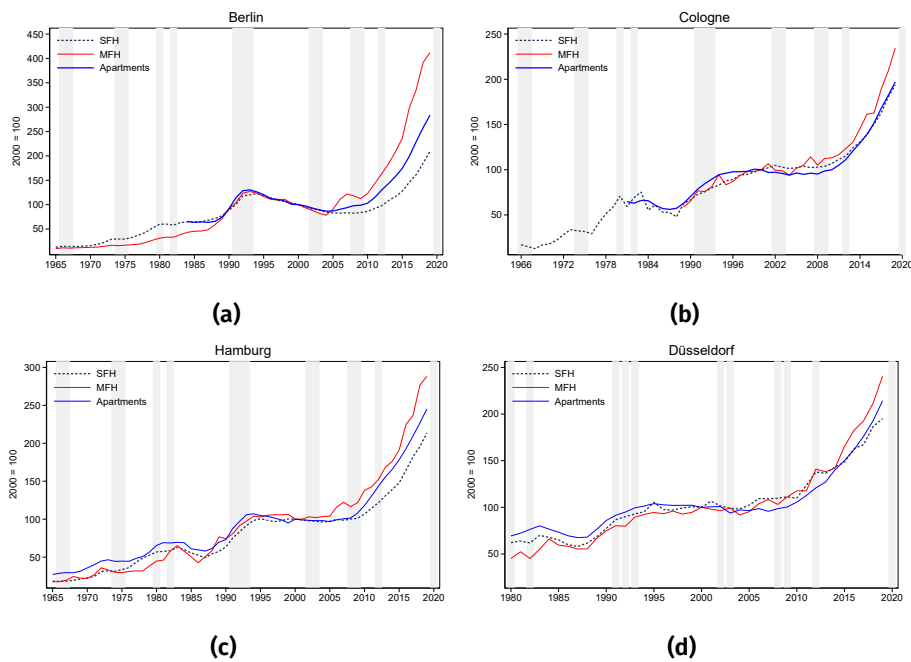 Berlin
2000 = 100
450
400
350
300
250
200
150
100
50
SFH
MFH
Apartments
1965 1970 1975 1980 1985 1990 1995 2000 2005 2010 2015 2020
(a)
Cologne
2000 = 100
250
200
150
100
50
SFH
MFH
Apartments
1966 1972 1978 1984 1990 1996 2002 2008 2014 2020
(b)
Hamburg
2000 = 100
300
250
200
150
100
50
SFH
MFH
Apartments
1965 1970 1975 1980 1985 1990 1995 2000 2005 2010 2015 2020
(c)
Düsseldorf
2000 = 100
250
200
150
100
50
SFH
MFH
Apartments
1980 1985 1990 1995 2000 2005 2010 2015 2020
(d)